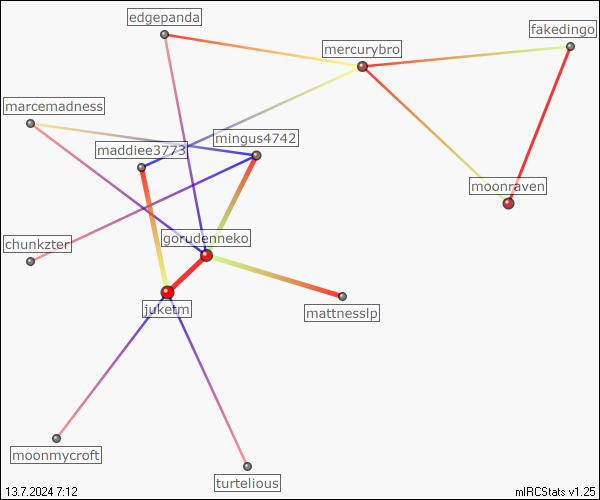 edgepanda
fakedingo
mercurybro
marcemadness
mingus4742
maddiee3773
moonraven
chunkzter
gorudenneko
juketm
mattnesslp
moonmycroft
turtelious
13.7.2024 7:12
mIRCStats v1.25